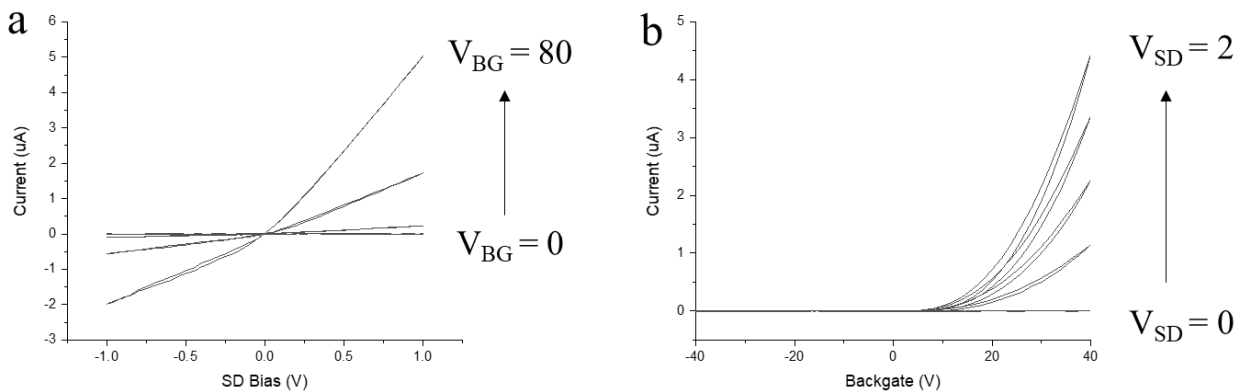 a
6
5
4
3
2
1
0
-1
-2
-3
Current (uA)
-1.0 -0.5 0.0 0.5 1.0
SD Bias (V)
V_BG = 80
V_BG = 0
b
5
4
3
2
1
0
Current (uA)
-40 -20 0 20 40
Backgate (V)
V_SD = 2
V_SD = 0